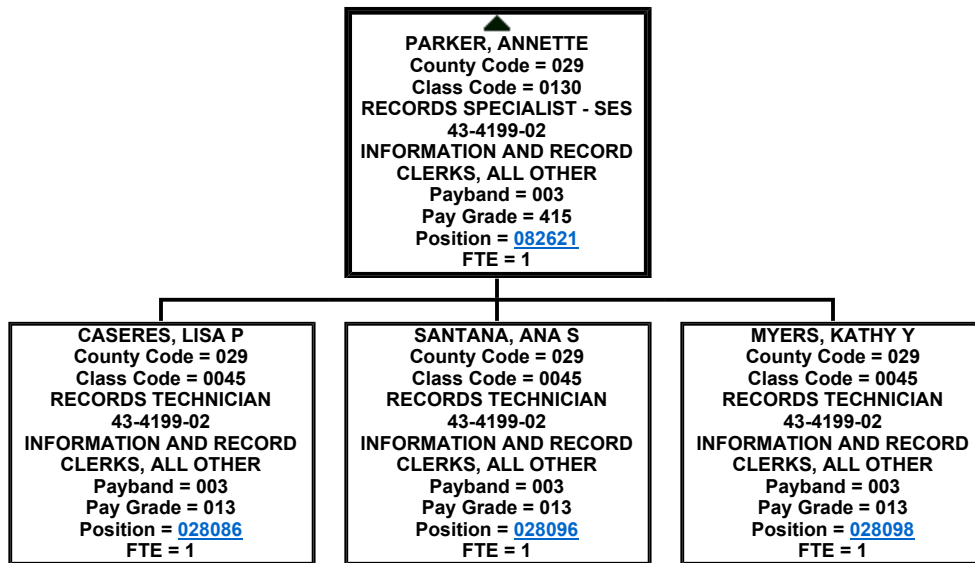 PARKER, ANNETTE
County Code = 029
Class Code = 0130
RECORDS SPECIALIST - SES
43-4199-02
INFORMATION AND RECORD
CLERKS, ALL OTHER
Payband = 003
Pay Grade = 415
Position = 082621
FTE = 1
CASERES, LISA P
County Code = 029
Class Code = 0045
RECORDS TECHNICIAN
43-4199-02
INFORMATION AND RECORD
CLERKS, ALL OTHER
Payband = 003
Pay Grade = 013
Position = 028086
FTE = 1
SANTANA, ANA S
County Code = 029
Class Code = 0045
RECORDS TECHNICIAN
43-4199-02
INFORMATION AND RECORD
CLERKS, ALL OTHER
Payband = 003
Pay Grade = 013
Position = 028096
FTE = 1
MYERS, KATHY Y
County Code = 029
Class Code = 0045
RECORDS TECHNICIAN
43-4199-02
INFORMATION AND RECORD
CLERKS, ALL OTHER
Payband = 003
Pay Grade = 013
Position = 028098
FTE = 1